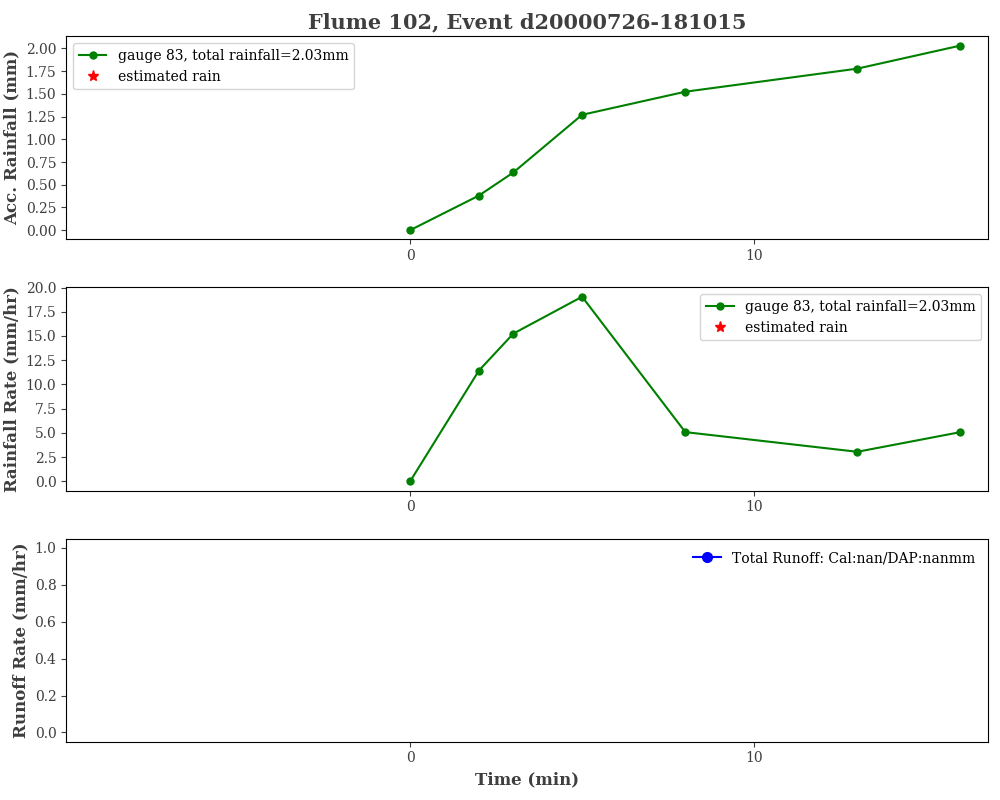 Flume 102, Event d20000726-181015
Acc. Rainfall (mm)
2.00
1.75
1.50
1.25
1.00
0.75
0.50
0.25
0.00
gauge 83, total rainfall=2.03mm
estimated rain
0 10
Rainfall Rate (mm/hr)
20.0
17.5
15.0
12.5
10.0
7.5
5.0
2.5
0.0
gauge 83, total rainfall=2.03mm
estimated rain
0 10
Runoff Rate (mm/hr)
1.0
0.8
0.6
0.4
0.2
0.0
Total Runoff: Cal:nan/DAP:nanmm
0 10
Time (min)